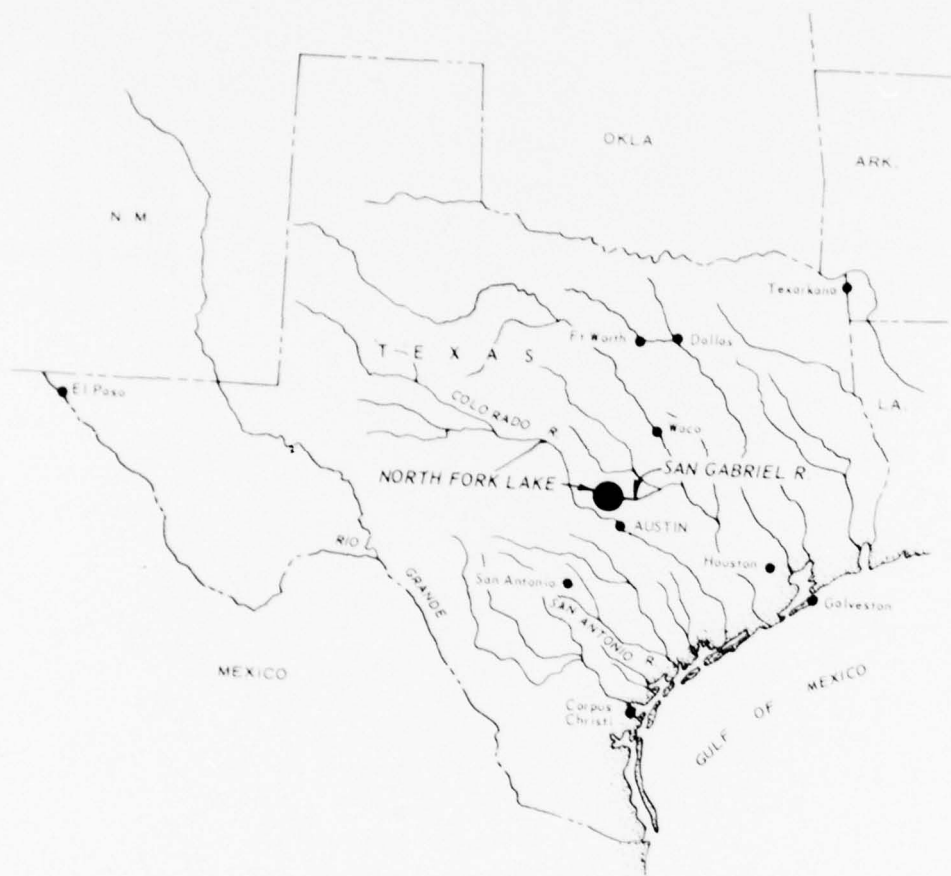 OKLA
ARK.
N M
Texarkana
Ft Worth
Dallas
T E X A S
El Paso
COLORADO R.
LA.
Waco
NORTH FORK LAKE
SAN GABRIEL R.
AUSTIN
RIO GRANDE
Houston
San Antonio
Galveston
SAN ANTONIO R.
MEXICO
Corpus
Christi
GULF OF MEXICO